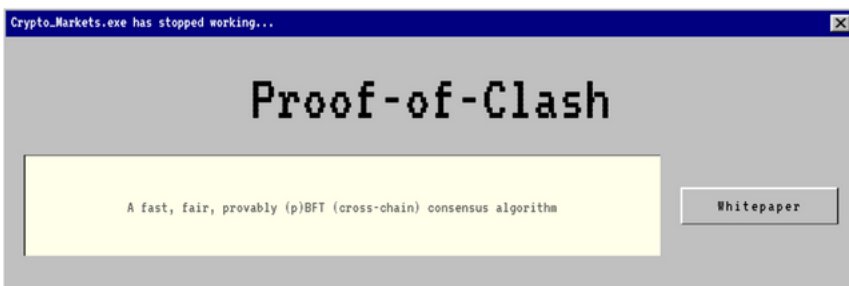 Crypto_Markets.exe has stopped working...
Proof-of-Clash
A fast, fair, provably (p)BFT (cross-chain) consensus algorithm
Whitepaper